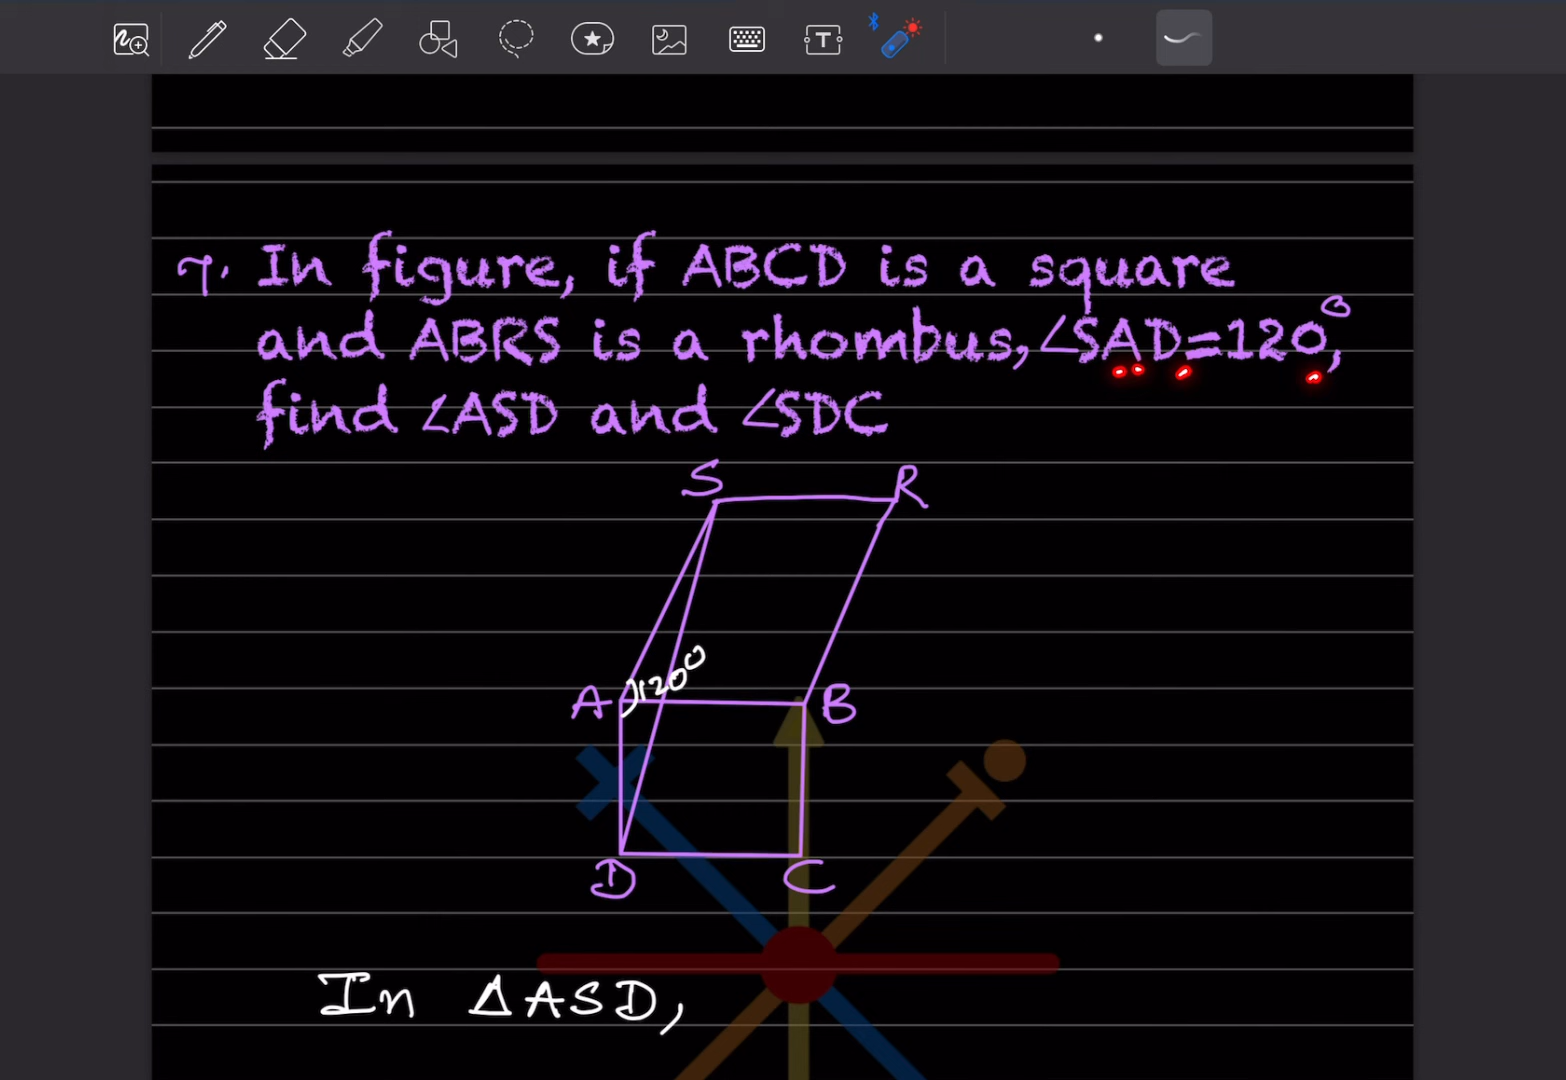 7. In figure, if ABCD is a square
and ABRS is a rhombus, ∠SAD=120°,
find ∠ASD and ∠SDC
S R
120°
A B
D C
In ΔASD,